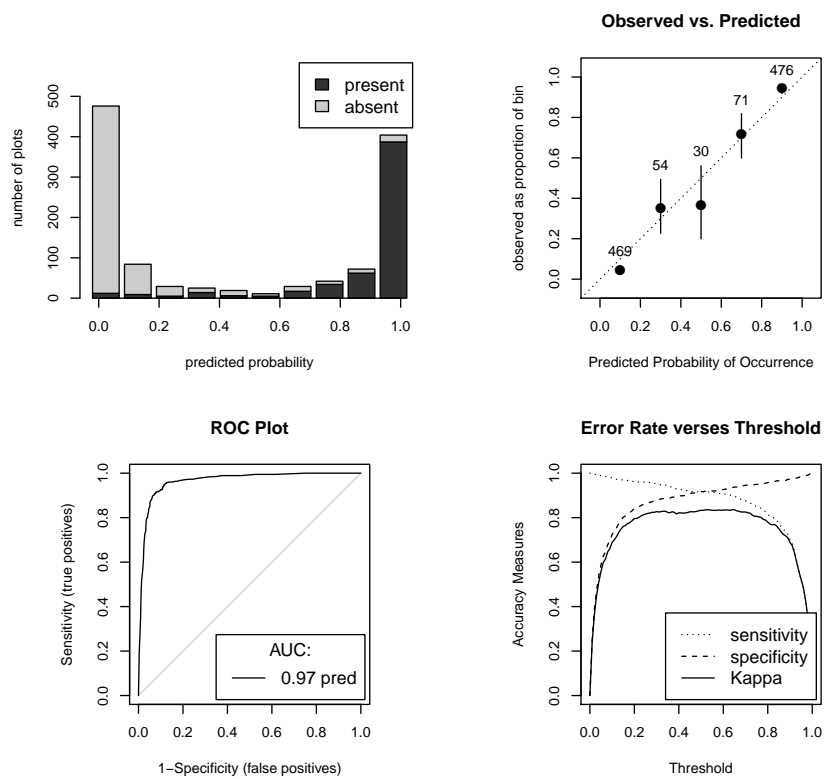 present
absent
number of plots
0
100
200
300
400
500
0.0 0.2 0.4 0.6 0.8 1.0
predicted probability
Observed vs. Predicted
observed as proportion of bin
0.0
0.2
0.4
0.6
0.8
1.0
469
54
30
71
476
0.0 0.2 0.4 0.6 0.8 1.0
Predicted Probability of Occurrence
ROC Plot
Sensitivity (true positives)
0.0
0.2
0.4
0.6
0.8
1.0
AUC:
0.97 pred
0.0 0.2 0.4 0.6 0.8 1.0
1−Specificity (false positives)
Error Rate verses Threshold
Accuracy Measures
0.0
0.2
0.4
0.6
0.8
1.0
sensitivity
specificity
Kappa
0.0 0.2 0.4 0.6 0.8 1.0
Threshold